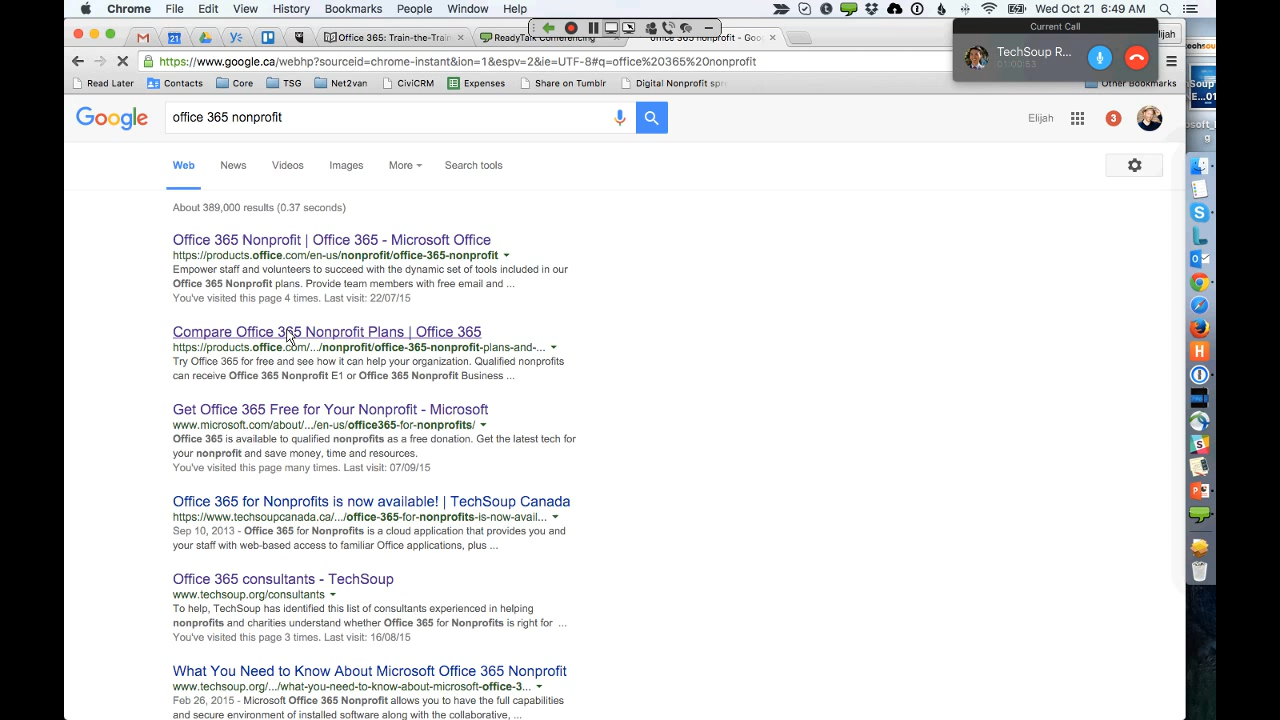 Chrome File Edit View History Bookmarks People Window Help
Wed Oct 21 6:49 AM
Office 365: Train-the-Trai
ReadyTalk Conferencing
office 365 nonprofit - Goo
Elijah
Current Call
TechSoup R...
01:00:53
https://www.google.ca/webhp?sourceid=chrome-instant&ion=1&espv=2&ie=UTF-8#q=office%20365%20nonprofit
Read Later Contacts Core TSG Nit2van CiviCRM Expenses Share on Tumblr Digital Nonprofit spr
Other Bookmarks
Google
office 365 nonprofit
Elijah
3
Web News Videos Images More Search tools
About 389,000 results (0.37 seconds)
Office 365 Nonprofit | Office 365 - Microsoft Office
https://products.office.com/en-us/nonprofit/office-365-nonprofit
Empower staff and volunteers to succeed with the dynamic set of tools included in our
Office 365 Nonprofit plans. Provide team members with free email and ...
You've visited this page 4 times. Last visit: 22/07/15
Compare Office 365 Nonprofit Plans | Office 365
https://products.office.com/.../nonprofit/office-365-nonprofit-plans-and-...
Try Office 365 for free and see how it can help your organization. Qualified nonprofits
can receive Office 365 Nonprofit E1 or Office 365 Nonprofit Business ...
Get Office 365 Free for Your Nonprofit - Microsoft
www.microsoft.com/about/.../en-us/office365-for-nonprofits/
Office 365 is available to qualified nonprofits as a free donation. Get the latest tech for
your nonprofit and save money, time and resources.
You've visited this page many times. Last visit: 07/09/15
Office 365 for Nonprofits is now available! | TechSoup Canada
https://www.techsoupcanada.ca/.../office-365-for-nonprofits-is-now-avail...
Sep 10, 2013 - Office 365 for Nonprofits is a cloud application that provides you and
your staff with web-based access to familiar Office applications, plus ...
Office 365 consultants - TechSoup
www.techsoup.org/consultants
To help, TechSoup has identified this list of consultants experienced in helping
nonprofits and charities understand whether Office 365 for Nonprofits is right for ...
You've visited this page 3 times. Last visit: 16/08/15
What You Need to Know About Microsoft Office 365 Nonprofit
www.techsoup.org/.../what-you-need-to-know-about-microsoft-office-3...
Feb 26, 2015 - Microsoft Office 365 Nonprofit allows you to have the full capabilities
and secure environment of installed software along with the collaborative, ...